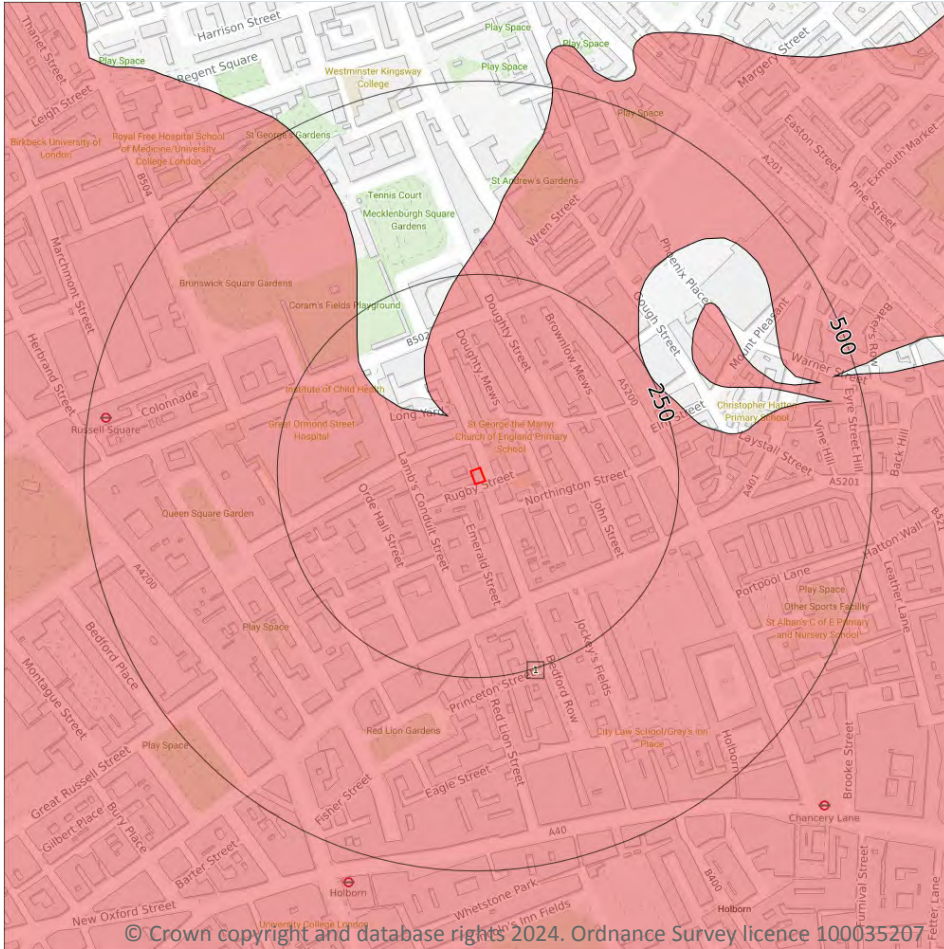 Harrison Street
Thanet Street
Play Space
Play Space
Margery Street
Play Space
Regent Square
Westminster Kingsway
College
Play Space
Leigh Street
Play Space
Easton Street
Exmouth Market
Birkbeck University of
London
Royal Free Hospital School
of Medicine/University
College London
St George's Gardens
B504
A201
Pine Street
St Andrew's Gardens
Tennis Court
Mecklenburgh Square
Gardens
Wren Street
Marchmont Street
Phoenix Place
Brunswick Square Gardens
Coram's Fields Playground
Gough Street
Mount Pleasant
Baker's Row
B502
Doughty Street
Doughty Mews
Brownlow Mews
500
Herbrand Street
Warner Street
Institute of Child Health
A5200
250
Colonnade
Russell Square
Long Yard
Great Ormond Street
Hospital
St George the Martyr
Church of England Primary
School
Elm Street
Christopher Hatton
Primary School
Eyre Street Hill
Vine Hill
Back Hill
Laystall Street
Lamb's Conduit Street
Rugby Street
Northington Street
A401
A5201
Orde Hall Street
Queen Square Garden
Emerald Street
John Street
Hatton Wall
A4200
Portpool Lane
Leather Lane
Play Space
Other Sports Facility
St Alban's C of E Primary
and Nursery School
Play Space
Bedford Place
Jockey's Fields
Montague Street
1
Princeton Street
Bedford Row
Red Lion Street
Red Lion Gardens
City Law School/Gray's Inn
Place
Play Space
Holborn
Brooke Street
Great Russell Street
Eagle Street
Fisher Street
Gilbert Place
Bury Place
Chancery Lane
A40
Barter Street
Holborn
B400
Furnival Street
Fetter Lane
Whetstone Park
New Oxford Street
Holborn
University College London
Inn Fields
© Crown copyright and database rights 2024. Ordnance Survey licence 100035207.